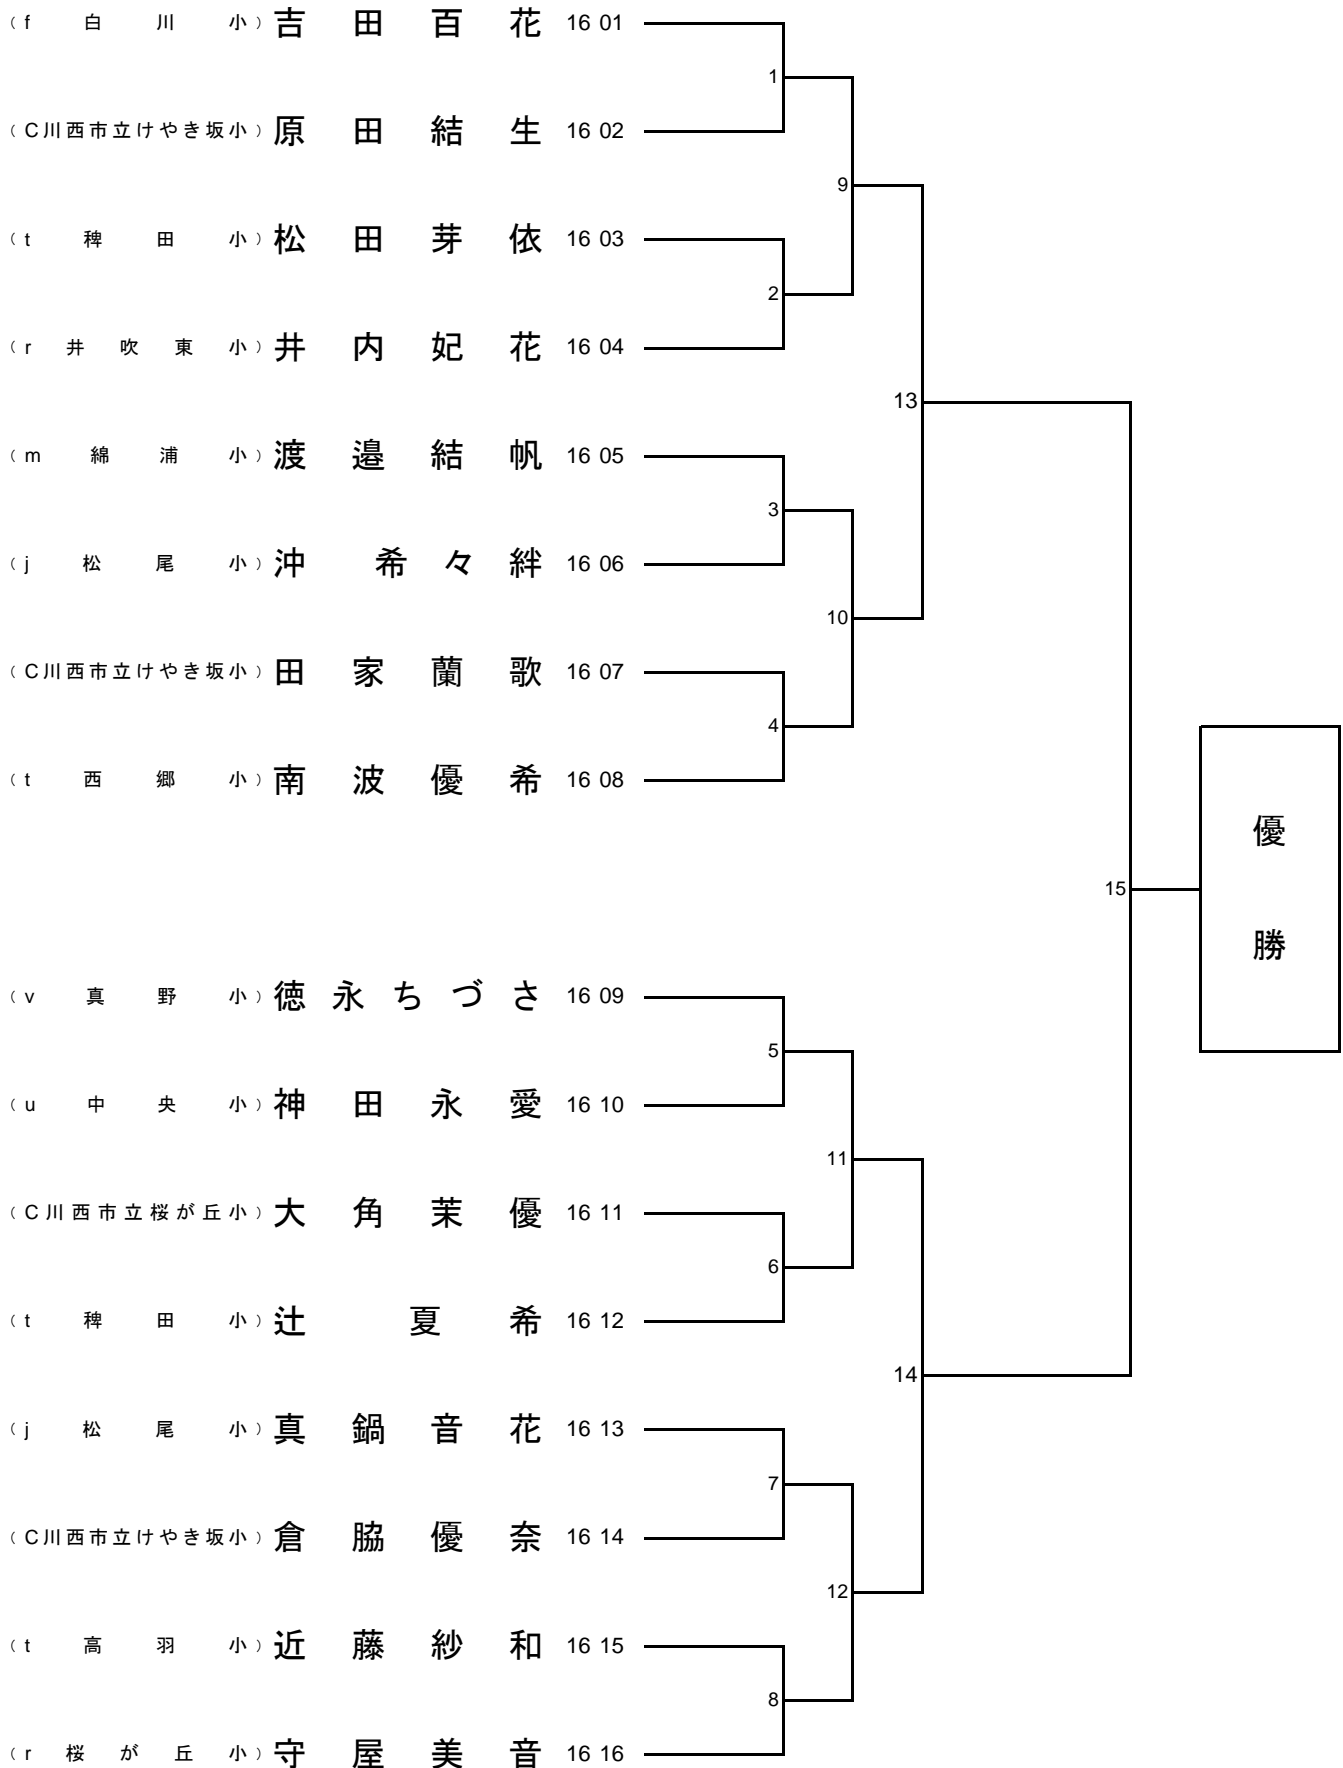 （f 白川小）吉田百花 16 01
1
（C川西市立けやき坂小）原田結生 16 02
9
（t 稗田小）松田芽依 16 03
2
（r 井吹東小）井内妃花 16 04
13
（m 綿浦小）渡邉結帆 16 05
3
（j 松尾小）沖 希々絆 16 06
10
（C川西市立けやき坂小）田家蘭歌 16 07
4
（t 西郷小）南波優希 16 08
優勝
15
（v 真野小）徳永ちづさ 16 09
5
（u 中央小）神田永愛 16 10
11
（C川西市立桜が丘小）大角茉優 16 11
6
（t 稗田小）辻 夏希 16 12
14
（j 松尾小）真鍋音花 16 13
7
（C川西市立けやき坂小）倉脇優奈 16 14
12
（t 高羽小）近藤紗和 16 15
8
（r 桜が丘小）守屋美音 16 16